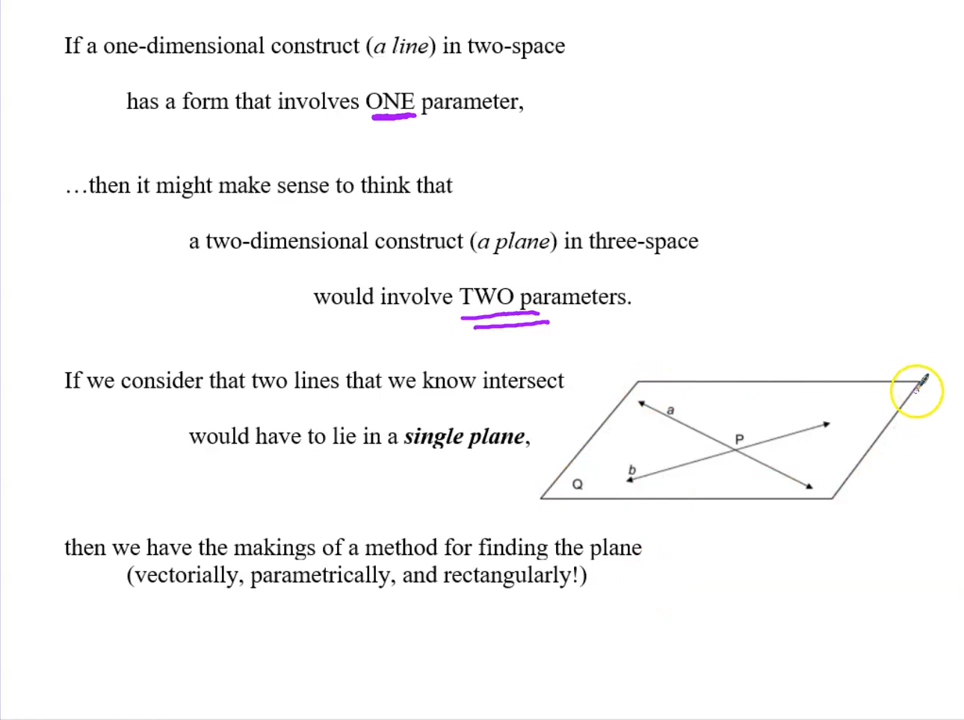 If a one-dimensional construct (a line) in two-space
has a form that involves ONE parameter,
…then it might make sense to think that
a two-dimensional construct (a plane) in three-space
would involve TWO parameters.
If we consider that two lines that we know intersect
would have to lie in a single plane,
a
P
b
Q
then we have the makings of a method for finding the plane
(vectorially, parametrically, and rectangularly!)